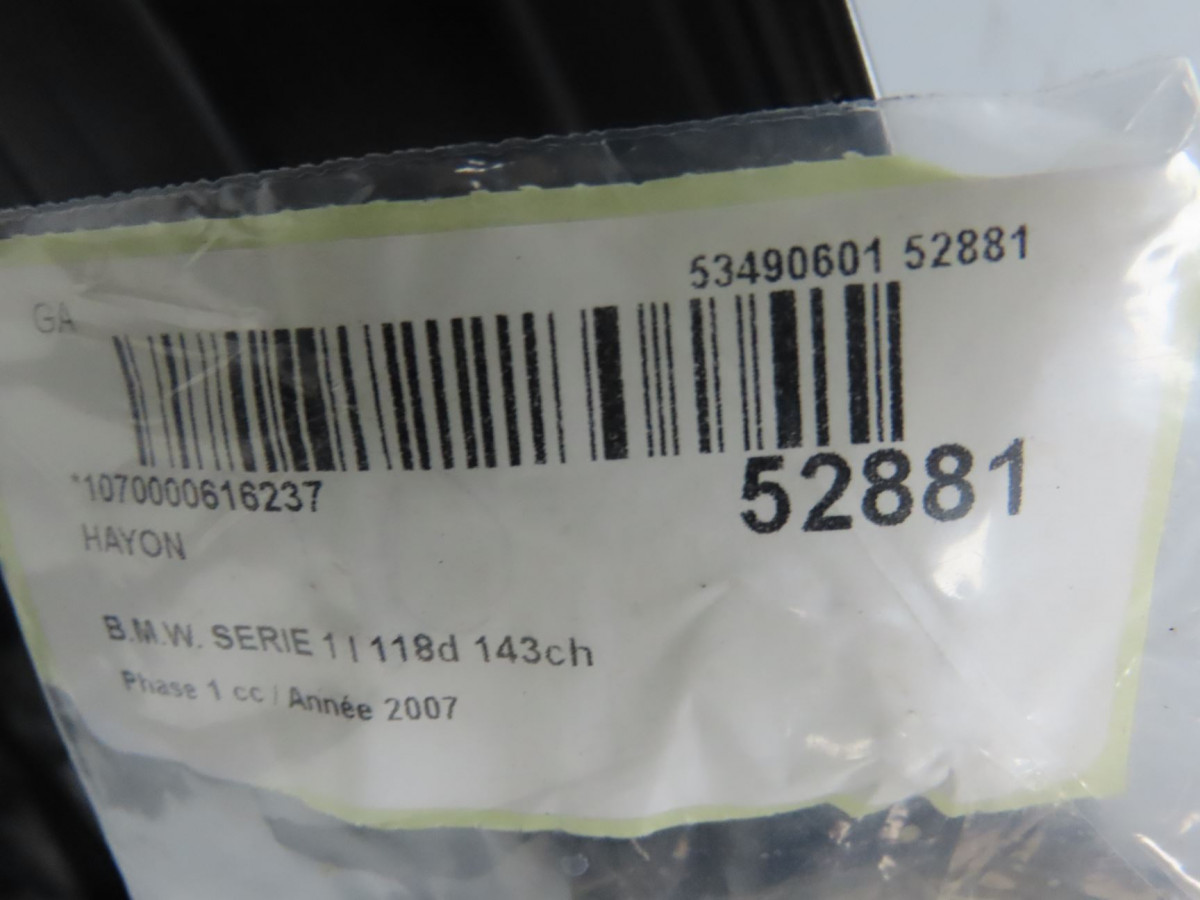 53490601 52881
GA
*1070000616237
52881
HAYON
B.M.W. SERIE 1 I 118d 143ch
Phase 1 cc / Année 2007